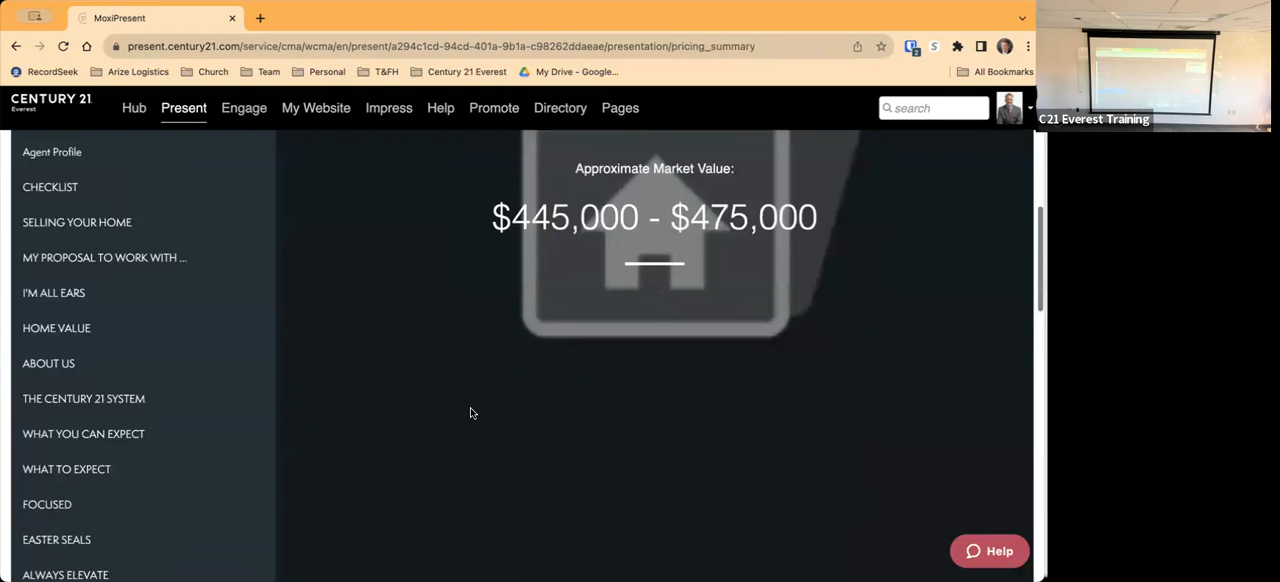 MoxiPresent
present.century21.com/service/cma/wcma/en/present/a294c1cd-94cd-401a-9b1a-c98262ddaeae/presentation/pricing_summary
2
RecordSeek
Arize Logistics
Church
Team
Personal
T&FH
Century 21 Everest
My Drive - Google...
All Bookmarks
CENTURY 21.
Everest
Hub
Present
Engage
My Website
Impress
Help
Promote
Directory
Pages
search
C21 Everest Training
Agent Profile
CHECKLIST
SELLING YOUR HOME
MY PROPOSAL TO WORK WITH ...
I'M ALL EARS
HOME VALUE
ABOUT US
THE CENTURY 21 SYSTEM
WHAT YOU CAN EXPECT
WHAT TO EXPECT
FOCUSED
EASTER SEALS
ALWAYS ELEVATE
Approximate Market Value:
$445,000 - $475,000
Help